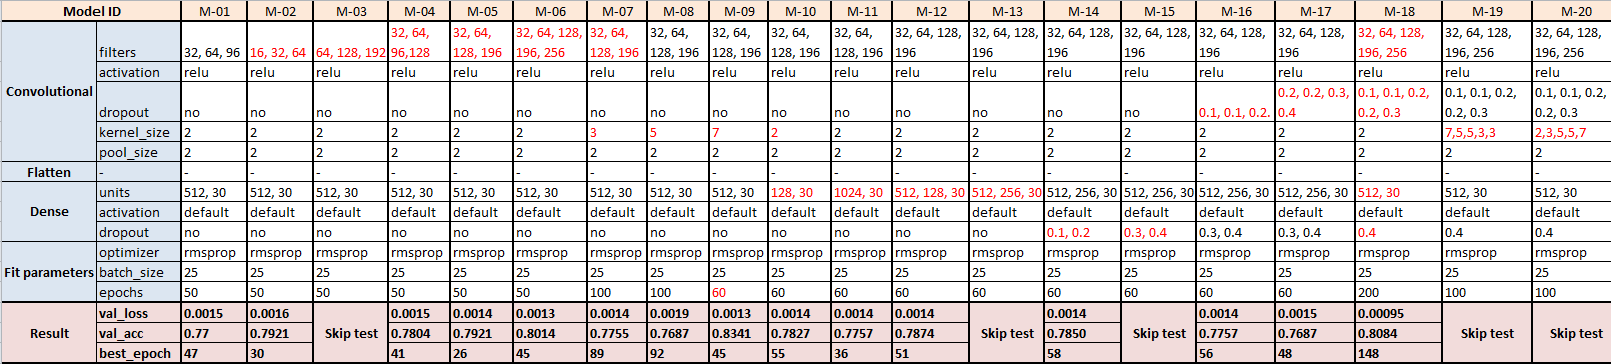 Model ID M-01 M-02 M-03 M-04 M-05 M-06 M-07 M-08 M-09 M-10 M-11 M-12 M-13 M-14 M-15 M-16 M-17 M-18 M-19 M-20
32, 64, 32, 64, 32, 64, 128, 32, 64, 32, 64, 32, 64, 32, 64, 32, 64, 32, 64, 128, 32, 64, 128, 32, 64, 128, 32, 64, 128, 32, 64, 128, 32, 64, 128, 32, 64, 128, 32, 64, 128, 32, 64, 128,
filters 32, 64, 96 16, 32, 64 64, 128, 192 96,128 128, 196 196, 256 128, 196 128, 196 128, 196 128, 196 128, 196 196 196 196 196 196 196 196, 256 196, 256 196, 256
activation relu relu relu relu relu relu relu relu relu relu relu relu relu relu relu relu relu relu relu relu
Convolutional 0.2, 0.2, 0.3, 0.1, 0.1, 0.2, 0.1, 0.1, 0.2, 0.1, 0.1, 0.2,
dropout no no no no no no no no no no no no no no no 0.1, 0.1, 0.2. 0.4 0.2, 0.3 0.2, 0.3 0.2, 0.3
kernel_size 2 2 2 2 2 2 3 5 7 2 2 2 2 2 2 2 2 2 7,5,5,3,3 2,3,5,5,7
pool_size 2 2 2 2 2 2 2 2 2 2 2 2 2 2 2 2 2 2 2 2
Flatten - - - - - - - - - - - - - - - - - - - - -
units 512, 30 512, 30 512, 30 512, 30 512, 30 512, 30 512, 30 512, 30 512, 30 128, 30 1024, 30 512, 128, 30 512, 256, 30 512, 256, 30 512, 256, 30 512, 256, 30 512, 256, 30 512, 30 512, 30 512, 30
Dense activation default default default default default default default default default default default default default default default default default default default default
dropout no no no no no no no no no no no no no 0.1, 0.2 0.3, 0.4 0.3, 0.4 0.3, 0.4 0.4 0.4 0.4
optimizer rmsprop rmsprop rmsprop rmsprop rmsprop rmsprop rmsprop rmsprop rmsprop rmsprop rmsprop rmsprop rmsprop rmsprop rmsprop rmsprop rmsprop rmsprop rmsprop rmsprop
Fit parameters batch_size 25 25 25 25 25 25 25 25 25 25 25 25 25 25 25 25 25 25 25 25
epochs 50 50 50 50 50 50 100 100 60 60 60 60 60 60 60 60 60 200 100 100
val_loss 0.0015 0.0016 0.0015 0.0014 0.0013 0.0014 0.0019 0.0013 0.0014 0.0014 0.0014 0.0014 0.0014 0.0015 0.00095
Result val_acc 0.77 0.7921 Skip test 0.7804 0.7921 0.8014 0.7755 0.7687 0.8341 0.7827 0.7757 0.7874 Skip test 0.7850 Skip test 0.7757 0.7687 0.8084 Skip test Skip test
best_epoch 47 30 41 26 45 89 92 45 55 36 51 58 56 48 148